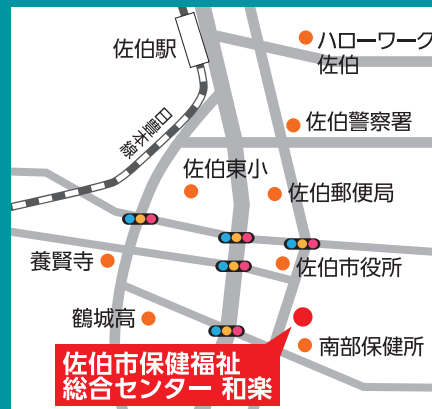 佐伯駅
ハローワーク
佐伯
日豊本線
佐伯警察署
佐伯東小
佐伯郵便局
養賢寺
佐伯市役所
鶴城高
南部保健所
佐伯市保健福祉
総合センター 和楽